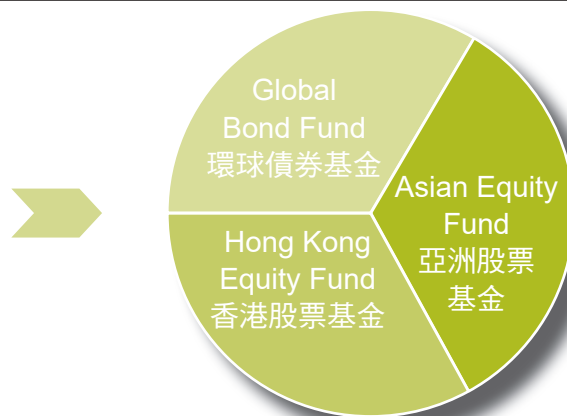 Global
Bond Fund
環球債券基金
Asian Equity
Fund
亞洲股票
基金
Hong Kong
Equity Fund
香港股票基金